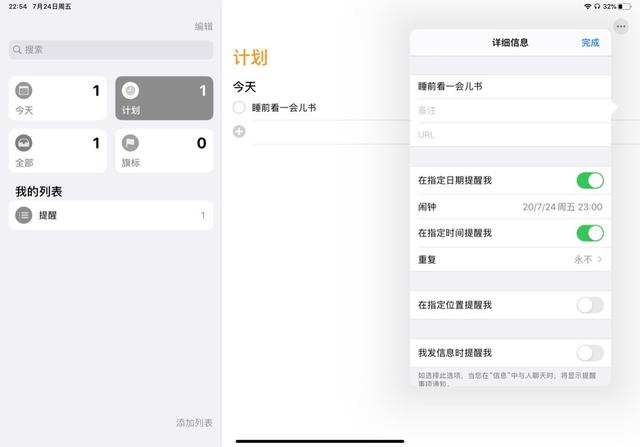 22:54 7月24日周五
32%
编辑
搜索
1
今天
1
计划
1
全部
0
旗标
我的列表
提醒 1
添加列表
计划
今天
睡前看一会儿书
详细信息 完成
睡前看一会儿书
备注
URL
在指定日期提醒我
闹钟 20/7/24周五 23:00
在指定时间提醒我
重复 永不
在指定位置提醒我
我发信息时提醒我
如选择此选项，当您在“信息”中与人聊天时，将显示提醒
事项通知。